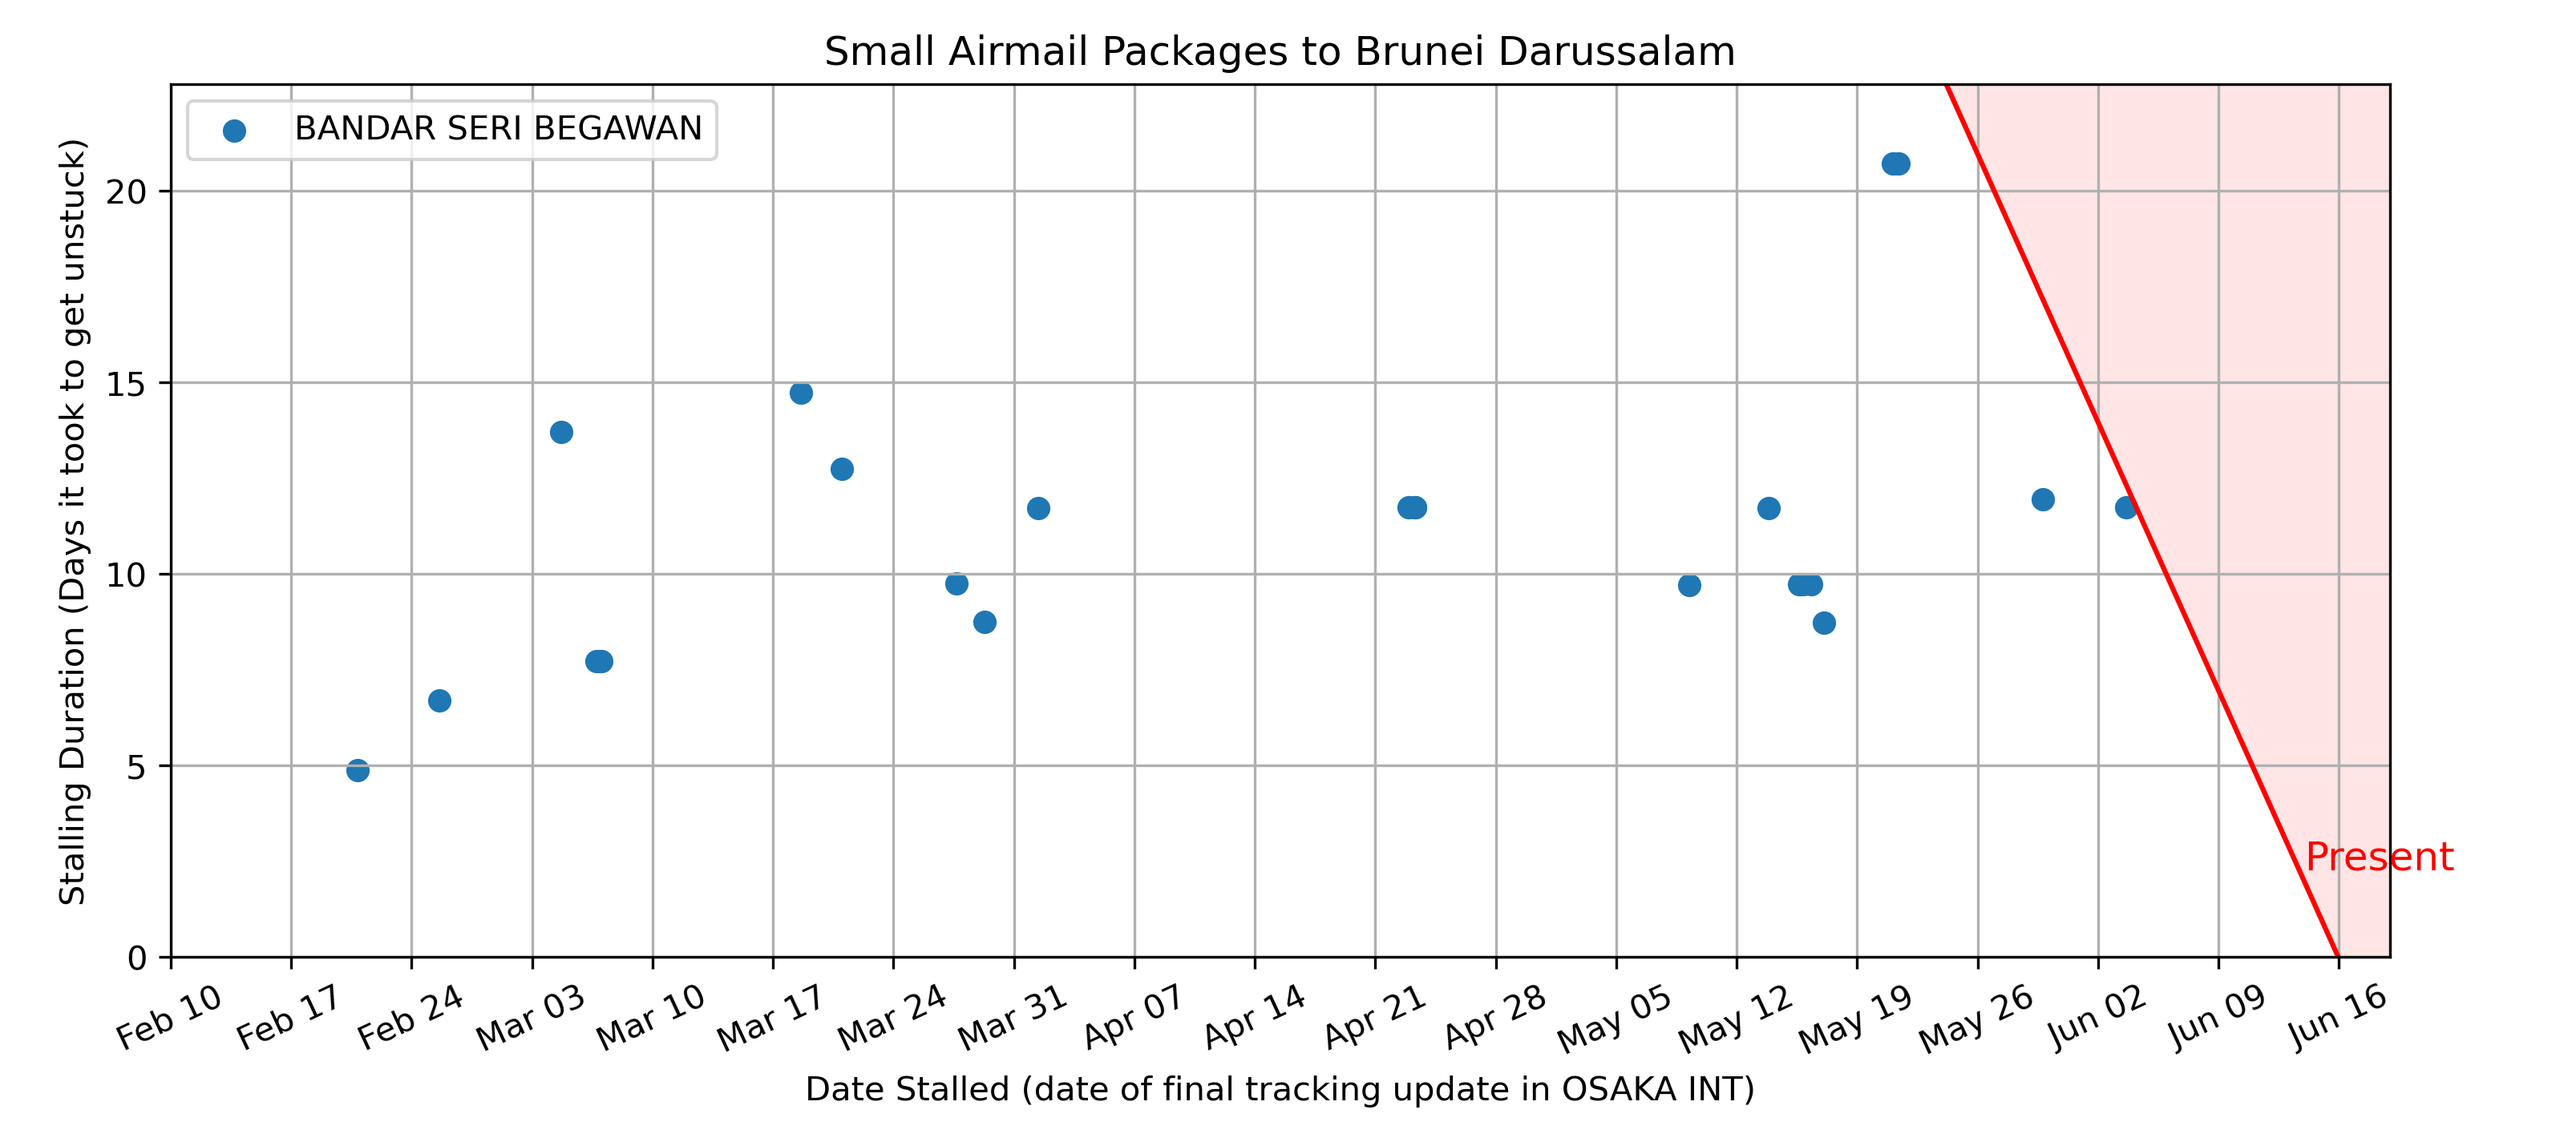 Small Airmail Packages to Brunei Darussalam
BANDAR SERI BEGAWAN
Stalling Duration (Days it took to get unstuck)
20
15
10
5
0
Present
Feb 10
Feb 17
Feb 24
Mar 03
Mar 10
Mar 17
Mar 24
Mar 31
Apr 07
Apr 14
Apr 21
Apr 28
May 05
May 12
May 19
May 26
Jun 02
Jun 09
Jun 16
Date Stalled (date of final tracking update in OSAKA INT)